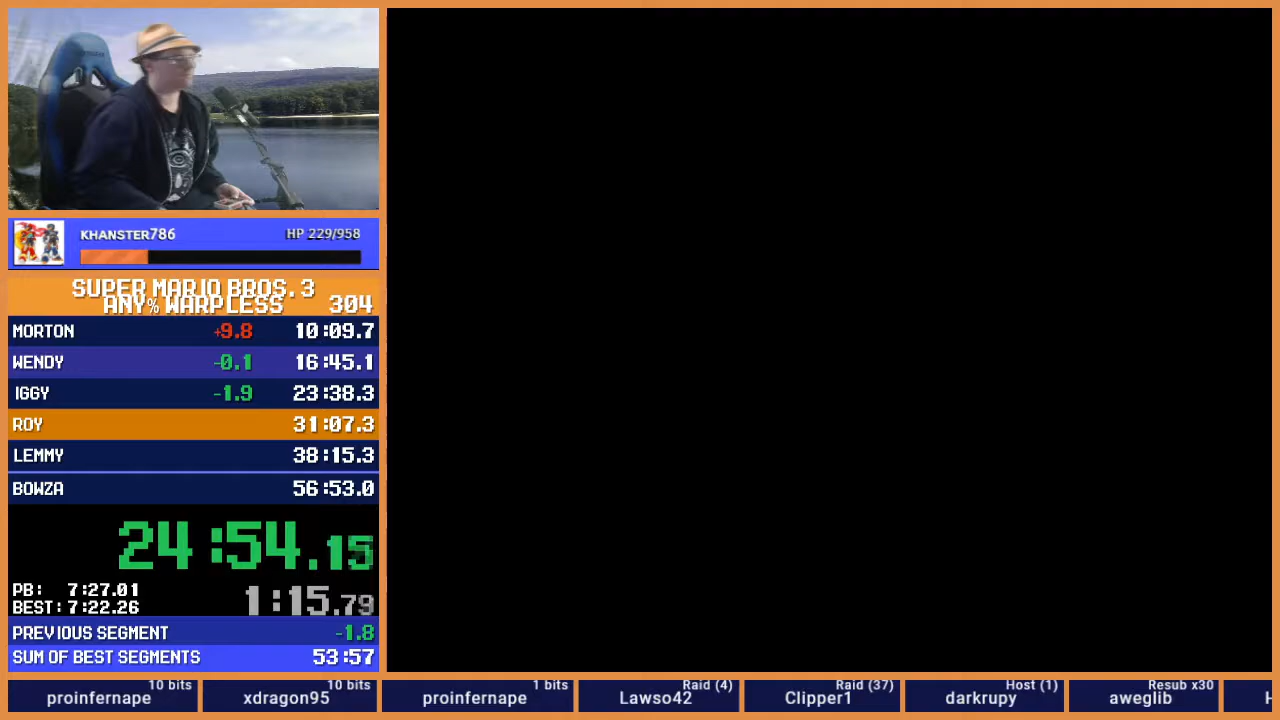 KHANSTER786 HP 229/958
SUPER MARIO BROS. 3
ANY% WARPLESS 304
MORTON +9.8 10:09.7
WENDY -0.1 16:45.1
IGGY -1.9 23:38.3
ROY 31:07.3
LEMMY 38:15.3
BOWZA 56:53.0
24:54.15
PB: 7:27.01
BEST: 7:22.26
1:15.79
PREVIOUS SEGMENT -1.8
SUM OF BEST SEGMENTS 53:57
10 bits
proinfernape
10 bits
xdragon95
1 bits
proinfernape
Raid (4)
Lawso42
Raid (37)
Clipper1
Host (1)
darkrupy
Resub x30
aweglib